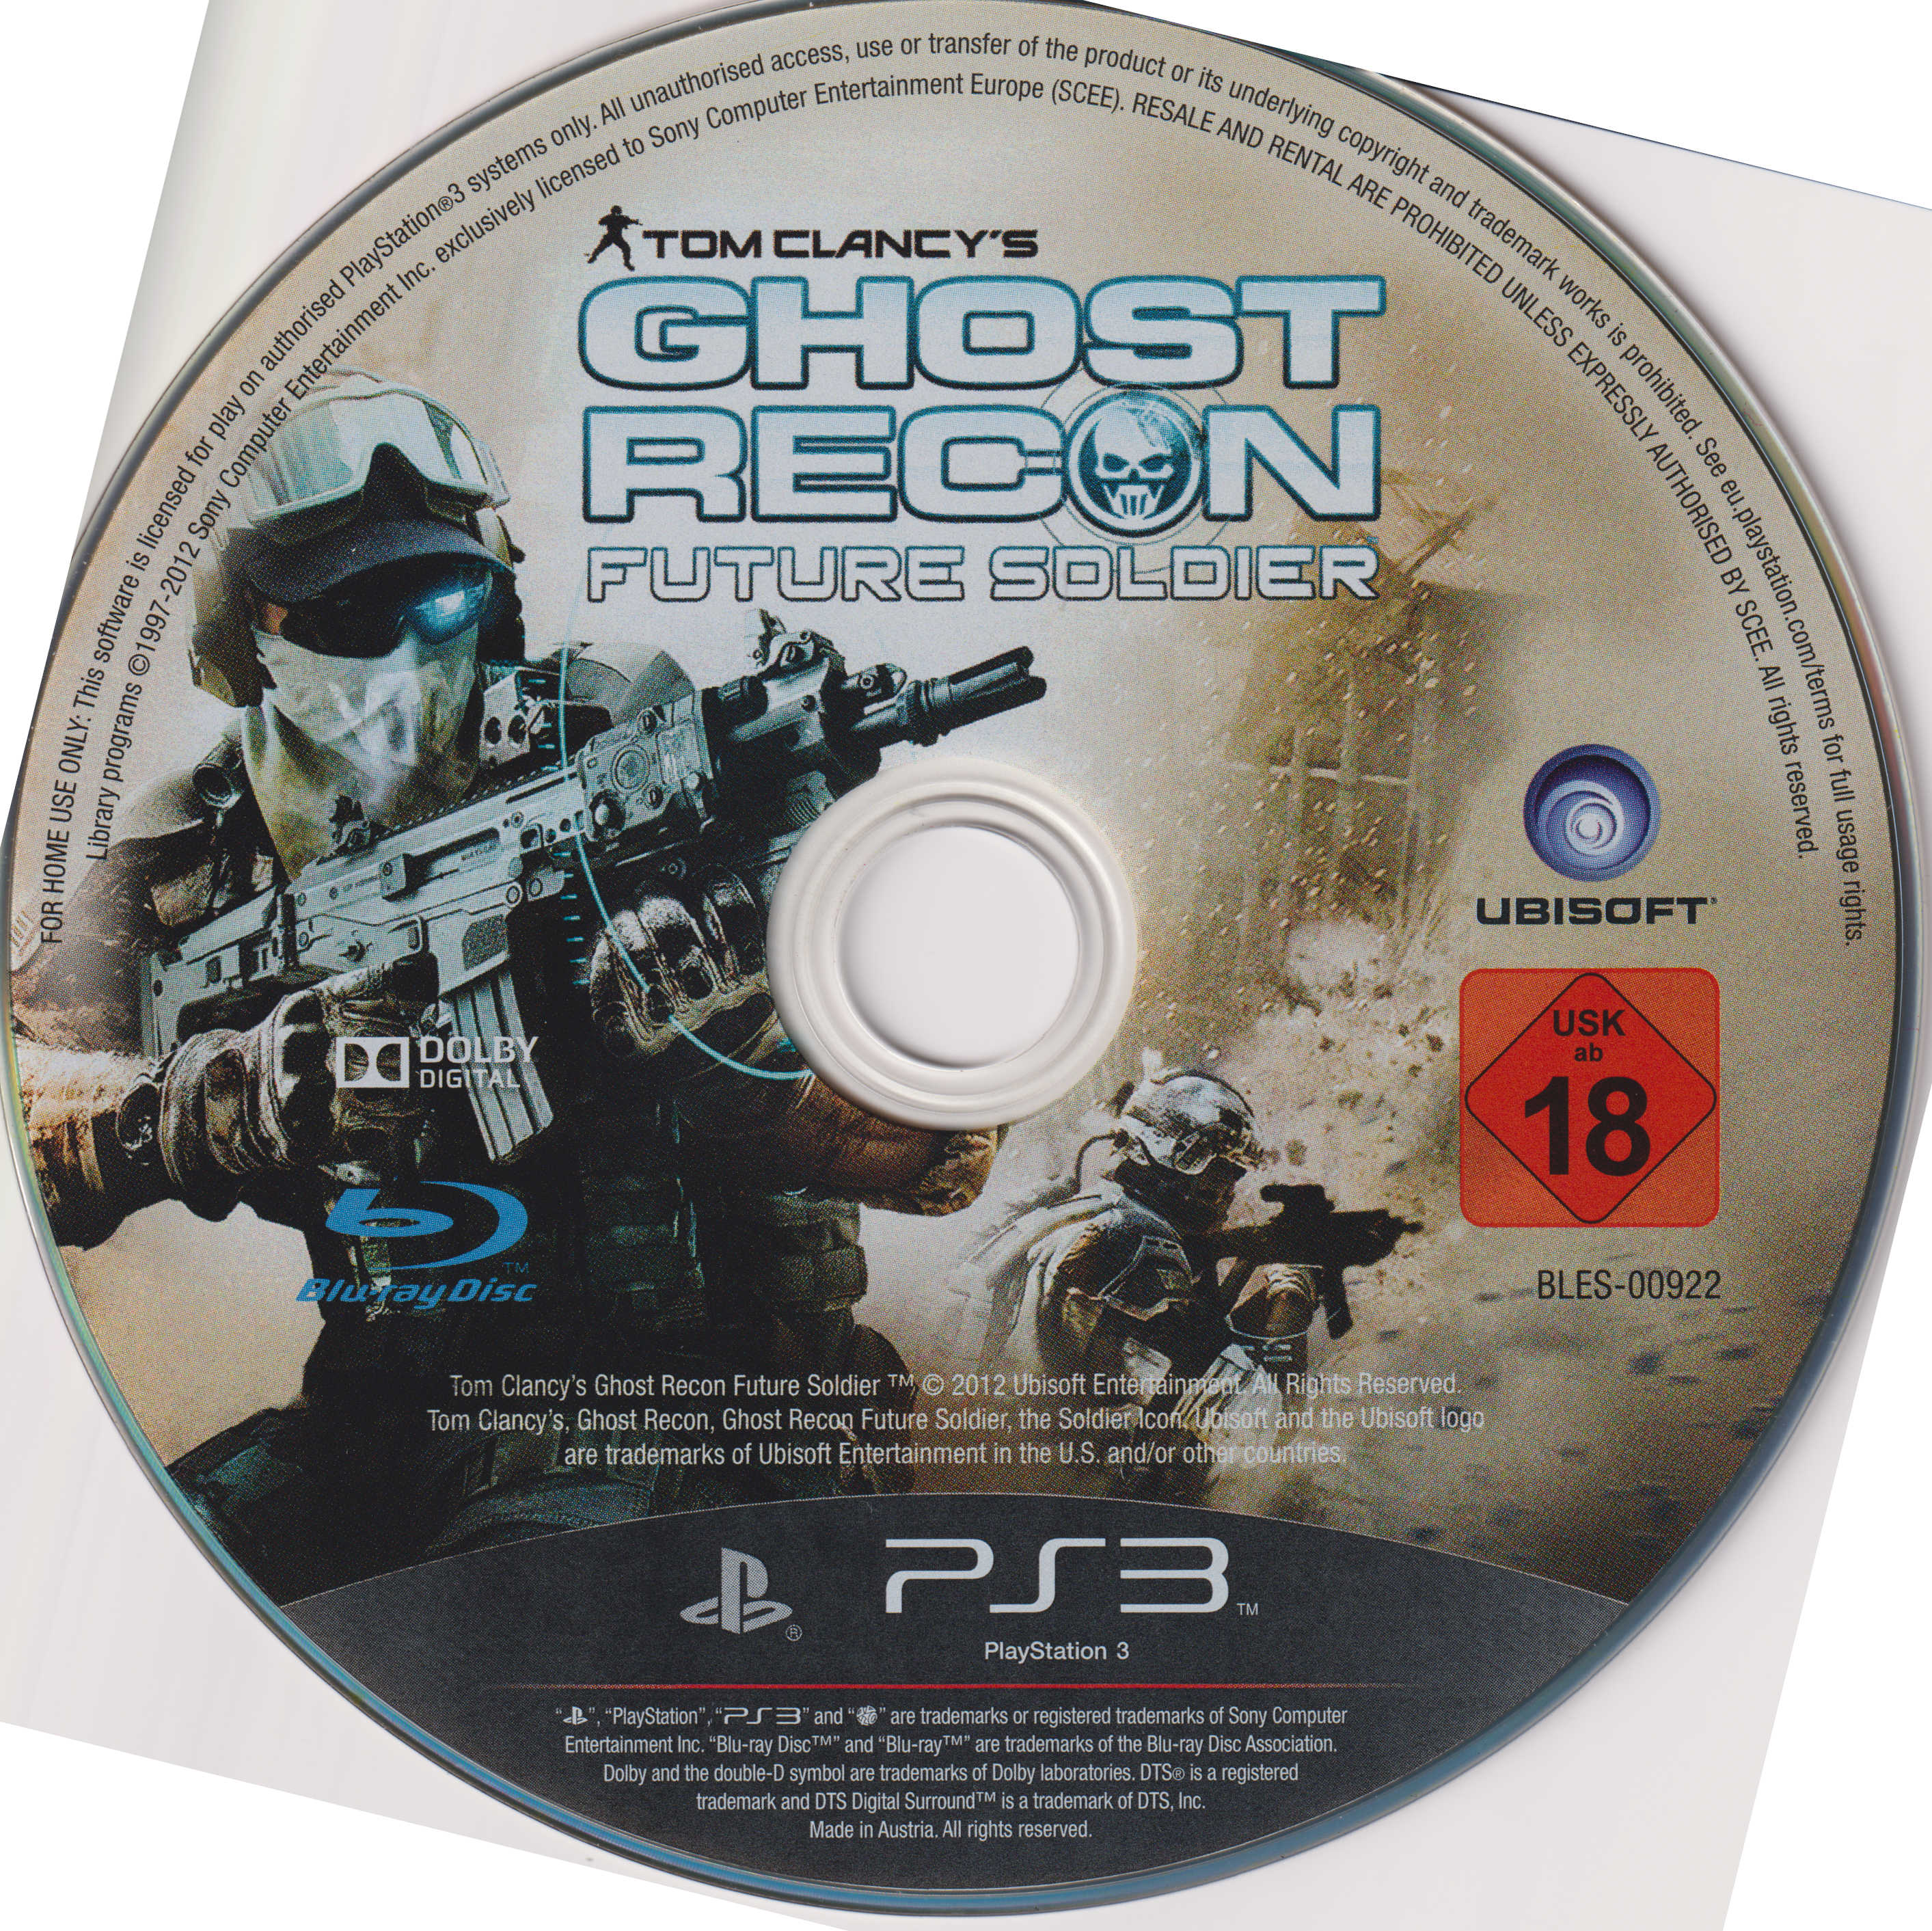 FOR HOME USE ONLY: This software is licensed for play on authorised PlayStation®3 systems only. All unauthorised access, use or transfer of the product or its underlying copyright and trademark works is prohibited. See eu.playstation.com/terms for full usage rights.
Library programs ©1997-2012 Sony Computer Entertainment Inc. exclusively licensed to Sony Computer Entertainment Europe (SCEE). RESALE AND RENTAL ARE PROHIBITED UNLESS EXPRESSLY AUTHORISED BY SCEE. All rights reserved.
TOM CLANCY'S
GHOST
RECON
FUTURE SOLDIER™
UBISOFT®
USK
ab
18
DOLBY
DIGITAL
Blu-ray Disc™
BLES-00922
Tom Clancy's Ghost Recon Future Soldier ™ © 2012 Ubisoft Entertainment. All Rights Reserved.
Tom Clancy's, Ghost Recon, Ghost Recon Future Soldier, the Soldier Icon, Ubisoft and the Ubisoft logo
are trademarks of Ubisoft Entertainment in the U.S. and/or other countries.
® PS3™
PlayStation 3
“ ”, “PlayStation”, “PS3” and “ ” are trademarks or registered trademarks of Sony Computer
Entertainment Inc. “Blu-ray Disc™” and “Blu-ray™” are trademarks of the Blu-ray Disc Association.
Dolby and the double-D symbol are trademarks of Dolby laboratories. DTS® is a registered
trademark and DTS Digital Surround™ is a trademark of DTS, Inc.
Made in Austria. All rights reserved.